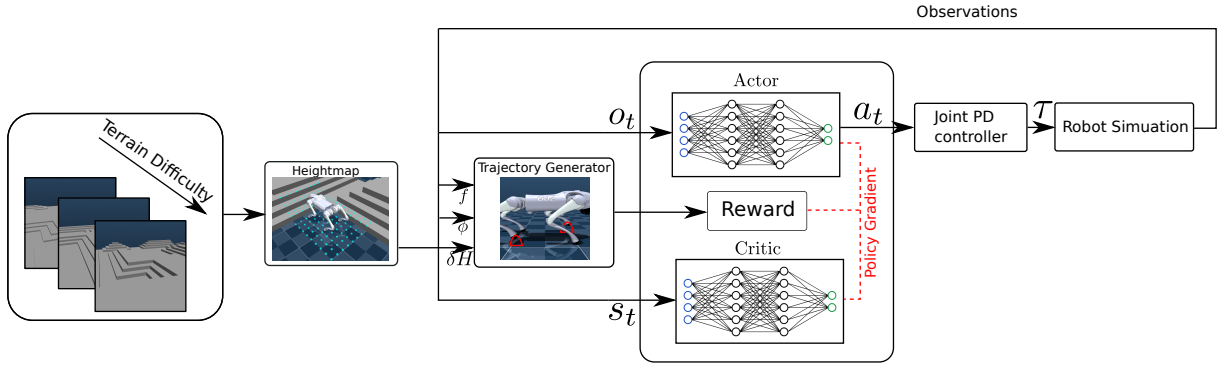 Observations
Terrain Difficulty
Heightmap
Trajectory Generator
f
ϕ
δH
Actor
o_t
a_t
Reward
Critic
s_t
Policy Gradient
Joint PD
controller
τ
Robot Simuation